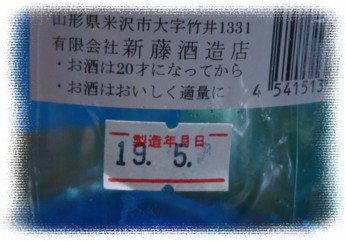 山形県米沢市大字竹井1331
有限会社新藤酒造店
・お酒は20才になってから
・お酒はおいしく適量に
4 541513
製造年月日
19. 5.